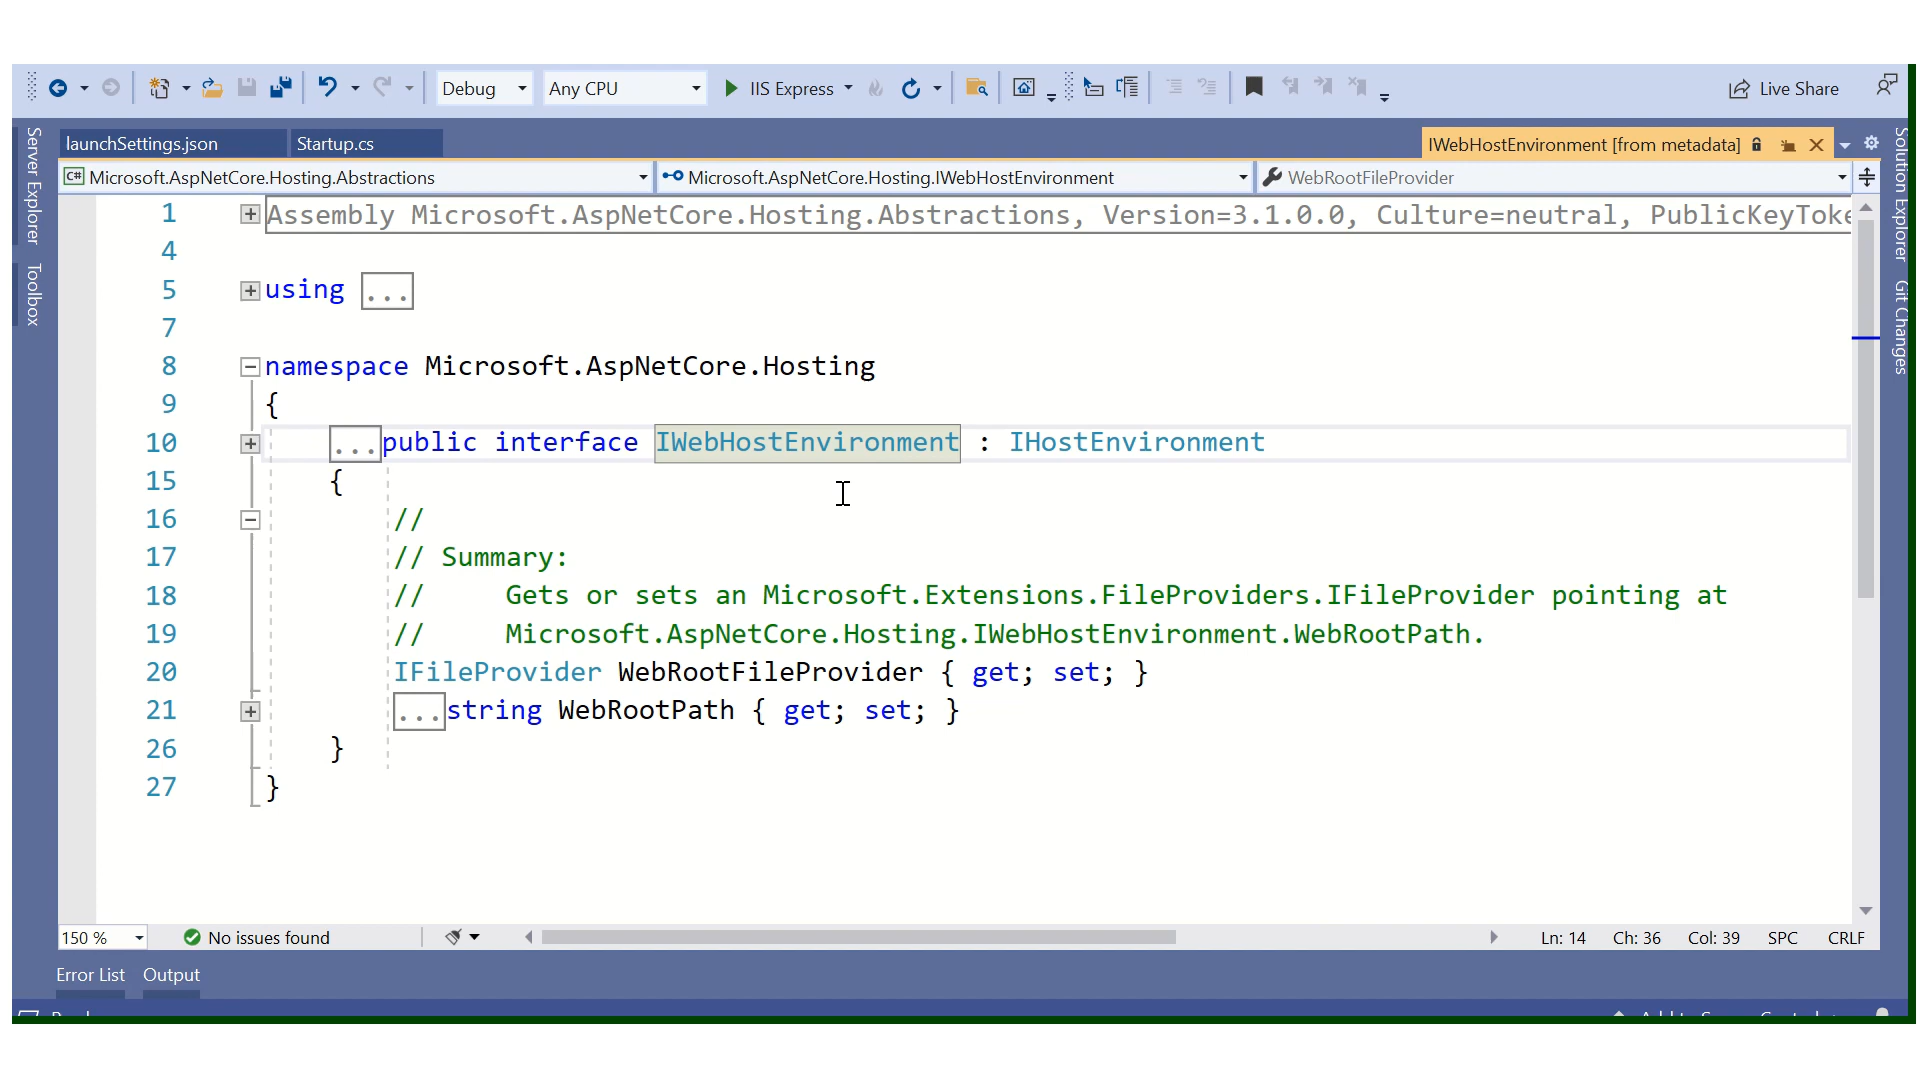 Debug Any CPU IIS Express Live Share
launchSettings.json Startup.cs IWebHostEnvironment [from metadata]
C# Microsoft.AspNetCore.Hosting.Abstractions Microsoft.AspNetCore.Hosting.IWebHostEnvironment WebRootFileProvider
Server Explorer
Toolbox
Solution Explorer
Git Changes
1 Assembly Microsoft.AspNetCore.Hosting.Abstractions, Version=3.1.0.0, Culture=neutral, PublicKeyToke
4
5 using ...
7
8 namespace Microsoft.AspNetCore.Hosting
9 {
10 ...public interface IWebHostEnvironment : IHostEnvironment
15 {
16 //
17 // Summary:
18 // Gets or sets an Microsoft.Extensions.FileProviders.IFileProvider pointing at
19 // Microsoft.AspNetCore.Hosting.IWebHostEnvironment.WebRootPath.
20 IFileProvider WebRootFileProvider { get; set; }
21 ...string WebRootPath { get; set; }
26 }
27 }
150 % No issues found Ln: 14 Ch: 36 Col: 39 SPC CRLF
Error List Output